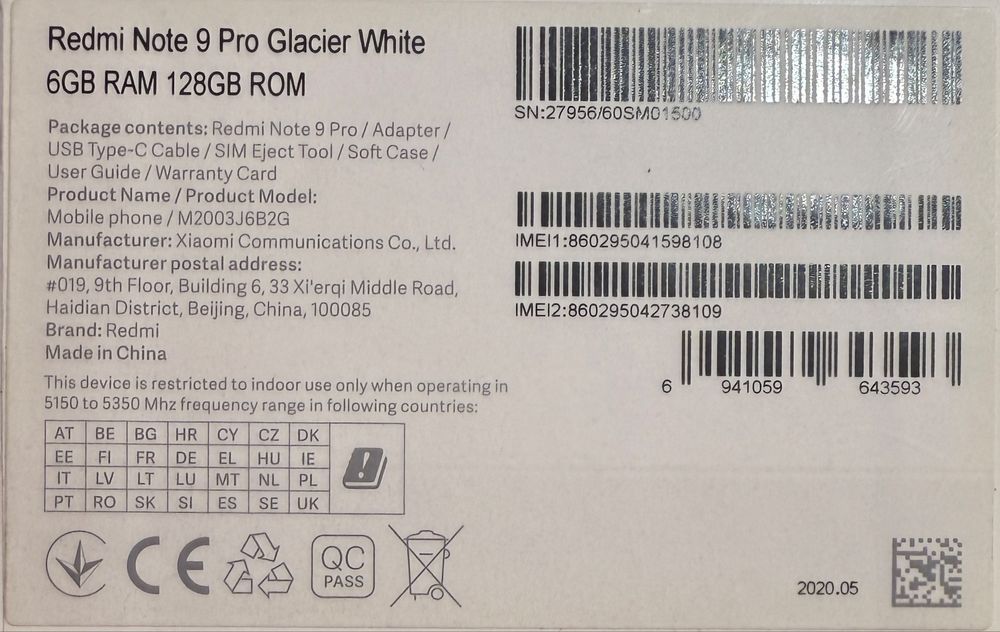 Redmi Note 9 Pro Glacier White
6GB RAM 128GB ROM
Package contents: Redmi Note 9 Pro / Adapter /
USB Type-C Cable / SIM Eject Tool / Soft Case /
User Guide / Warranty Card
Product Name / Product Model:
Mobile phone / M2003J6B2G
Manufacturer: Xiaomi Communications Co., Ltd.
Manufacturer postal address:
#019, 9th Floor, Building 6, 33 Xi'erqi Middle Road,
Haidian District, Beijing, China, 100085
Brand: Redmi
Made in China
This device is restricted to indoor use only when operating in
5150 to 5350 Mhz frequency range in following countries:
AT BE BG HR CY CZ DK
EE FI FR DE EL HU IE
IT LV LT LU MT NL PL
PT RO SK SI ES SE UK
CE
QC
PASS
SN:27956/60SM01500
IMEI1:860295041598108
IMEI2:860295042738109
6 941059 643593
2020.05